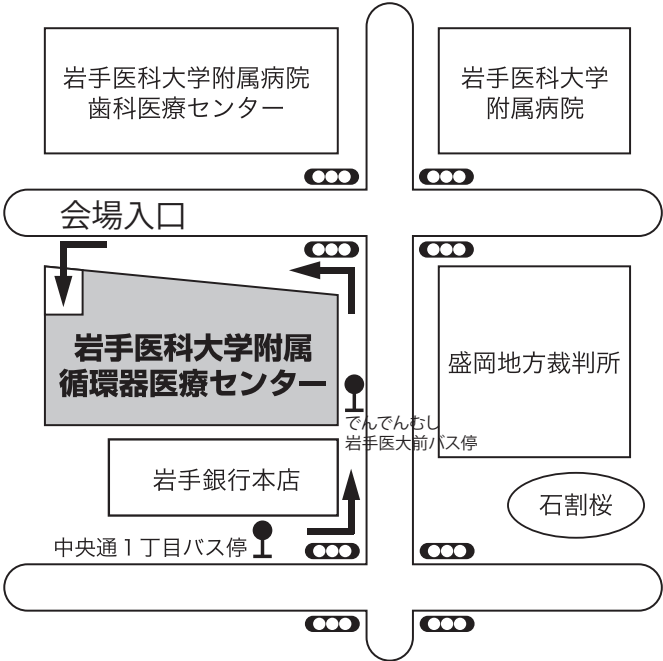 岩手医科大学附属病院
歯科医療センター
岩手医科大学
附属病院
会場入口
岩手医科大学附属
循環器医療センター
盛岡地方裁判所
でんでんむし
岩手医大前バス停
岩手銀行本店
石割桜
中央通1丁目バス停